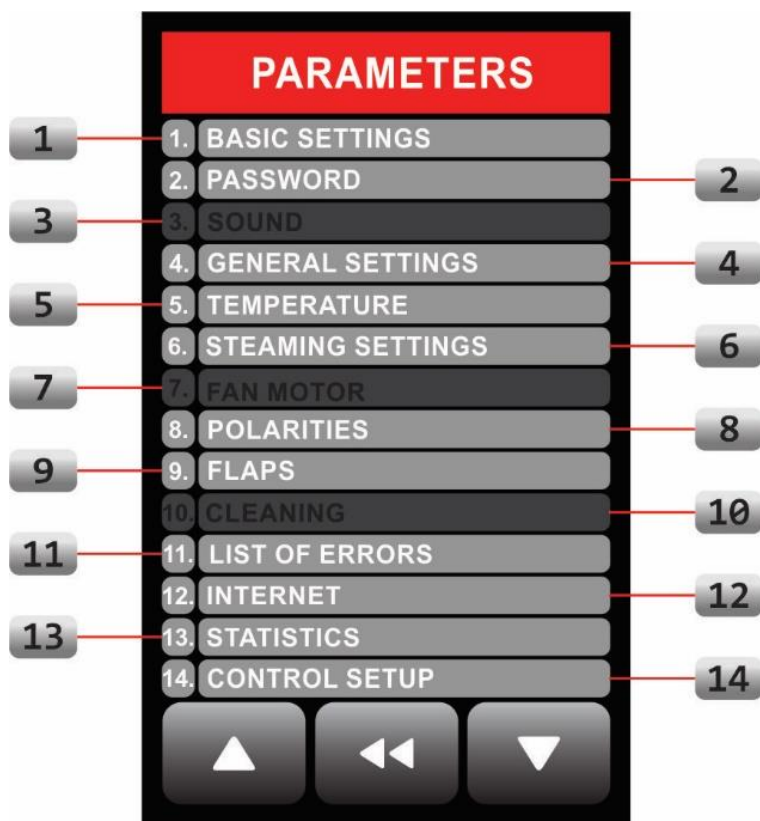 PARAMETERS
1 1. BASIC SETTINGS
2. PASSWORD 2
3 3. SOUND
4. GENERAL SETTINGS 4
5 5. TEMPERATURE
6. STEAMING SETTINGS 6
7 7. FAN MOTOR
8. POLARITIES 8
9 9. FLAPS
10. CLEANING 10
11 11. LIST OF ERRORS
12. INTERNET 12
13 13. STATISTICS
14. CONTROL SETUP 14